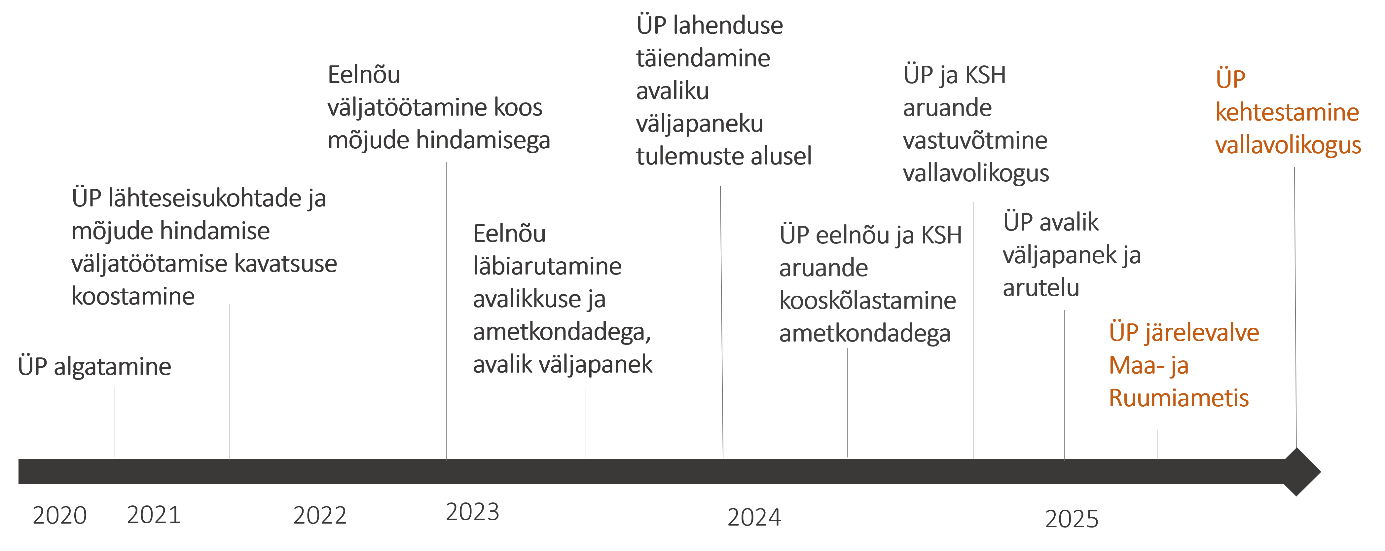 ÜP algatamine
ÜP lähteseisukohtade ja
mõjude hindamise
väljatöötamise kavatsuse
koostamine
Eelnõu
väljatöötamine koos
mõjude hindamisega
Eelnõu
läbiarutamine
avalikkuse ja
ametkondadega,
avalik väljapanek
ÜP lahenduse
täiendamine
avaliku
väljapaneku
tulemuste alusel
ÜP eelnõu ja KSH
aruande
kooskõlastamine
ametkondadega
ÜP ja KSH
aruande
vastuvõtmine
vallavolikogus
ÜP avalik
väljapanek ja
arutelu
ÜP järelevalve
Maa- ja
Ruumiametis
ÜP
kehtestamine
vallavolikogus
2020
2021
2022
2023
2024
2025